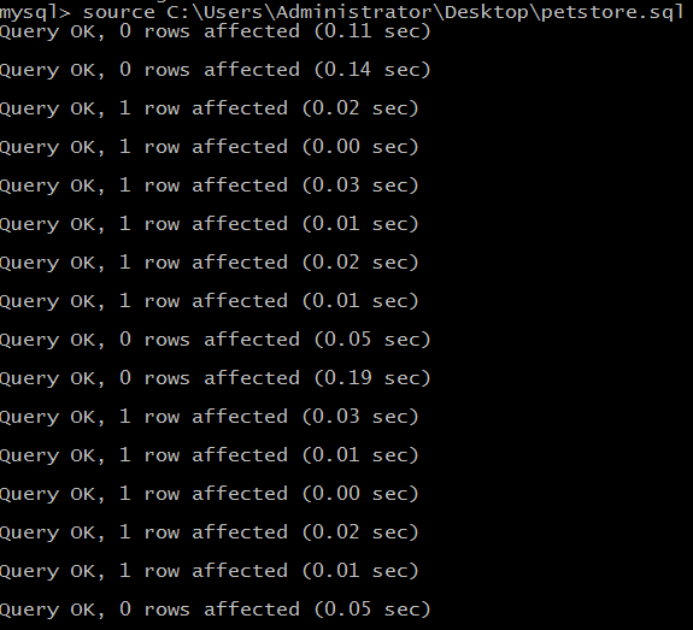 mysql> source C:\Users\Administrator\Desktop\petstore.sql
Query OK, 0 rows affected (0.11 sec)
Query OK, 0 rows affected (0.14 sec)
Query OK, 1 row affected (0.02 sec)
Query OK, 1 row affected (0.00 sec)
Query OK, 1 row affected (0.03 sec)
Query OK, 1 row affected (0.01 sec)
Query OK, 1 row affected (0.02 sec)
Query OK, 1 row affected (0.01 sec)
Query OK, 0 rows affected (0.05 sec)
Query OK, 0 rows affected (0.19 sec)
Query OK, 1 row affected (0.03 sec)
Query OK, 1 row affected (0.01 sec)
Query OK, 1 row affected (0.00 sec)
Query OK, 1 row affected (0.02 sec)
Query OK, 1 row affected (0.01 sec)
Query OK, 0 rows affected (0.05 sec)